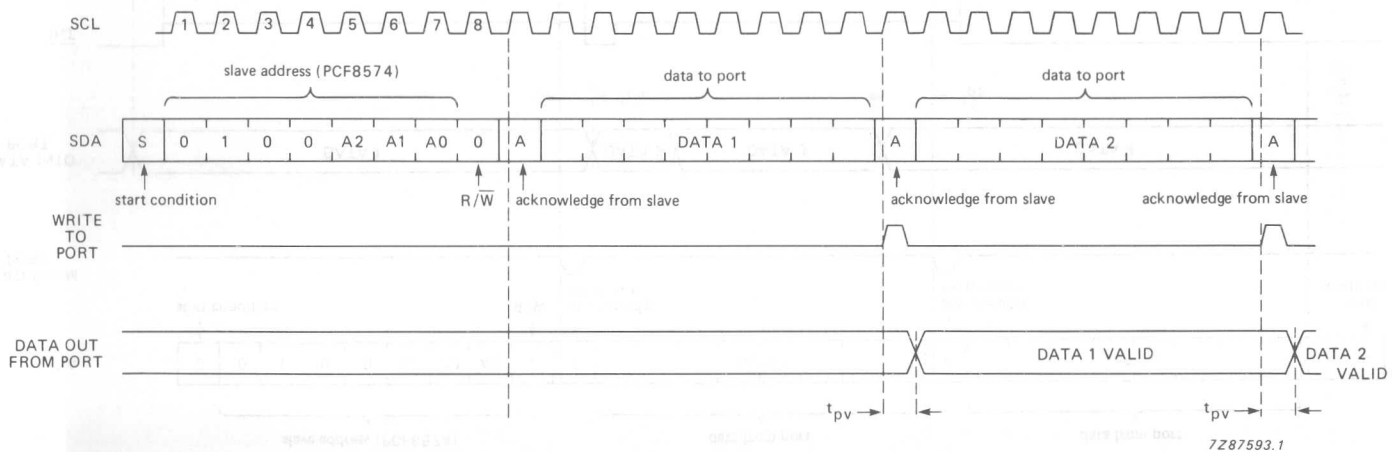 SCL 1 2 3 4 5 6 7 8
slave address (PCF8574) data to port data to port
SDA S 0 1 0 0 A2 A1 A0 0 A DATA 1 A DATA 2 A
start condition R/W̅ acknowledge from slave acknowledge from slave acknowledge from slave
WRITE
TO
PORT
DATA OUT
FROM PORT
DATA 1 VALID
DATA 2
VALID
tpv tpv
7Z87593.1